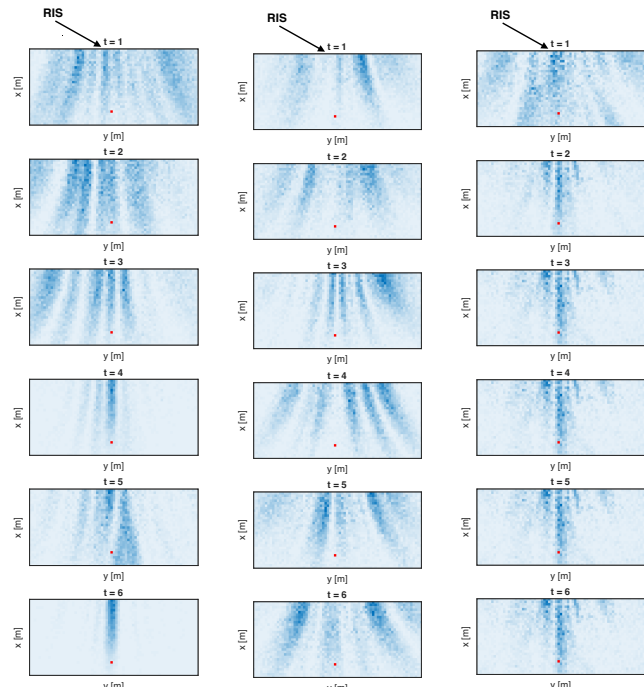 RIS
t = 1
x [m]
y [m]
t = 2
x [m]
y [m]
t = 3
x [m]
y [m]
t = 4
x [m]
y [m]
t = 5
x [m]
y [m]
t = 6
x [m]
y [m]
RIS
t = 1
x [m]
y [m]
t = 2
x [m]
y [m]
t = 3
x [m]
y [m]
t = 4
x [m]
y [m]
t = 5
x [m]
y [m]
t = 6
x [m]
y [m]
RIS
t = 1
x [m]
y [m]
t = 2
x [m]
y [m]
t = 3
x [m]
y [m]
t = 4
x [m]
y [m]
t = 5
x [m]
y [m]
t = 6
x [m]
y [m]